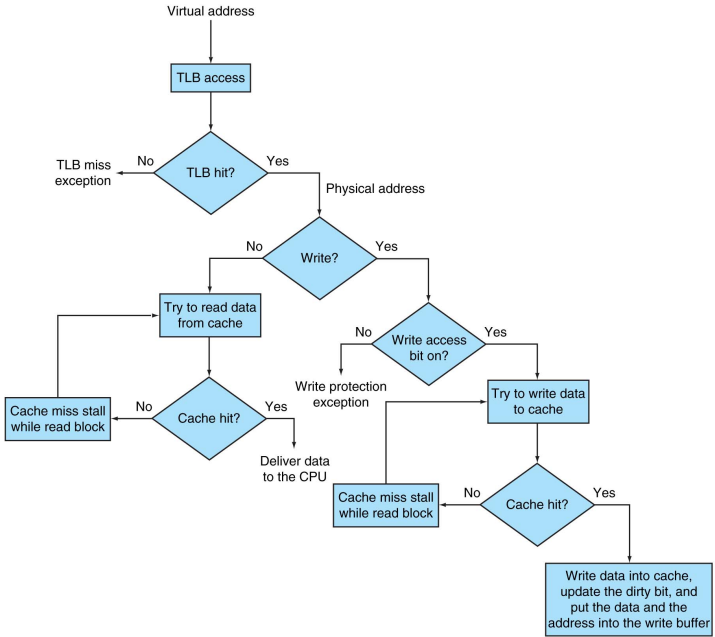 Virtual address
TLB access
No
Yes
TLB hit?
TLB miss
exception
Physical address
No
Yes
Write?
Try to read data
from cache
No
Yes
Write access
bit on?
Write protection
exception
Try to write data
to cache
Cache miss stall
while read block
No
Yes
Cache hit?
Deliver data
to the CPU
Cache miss stall
while read block
No
Yes
Cache hit?
Write data into cache,
update the dirty bit, and
put the data and the
address into the write buffer